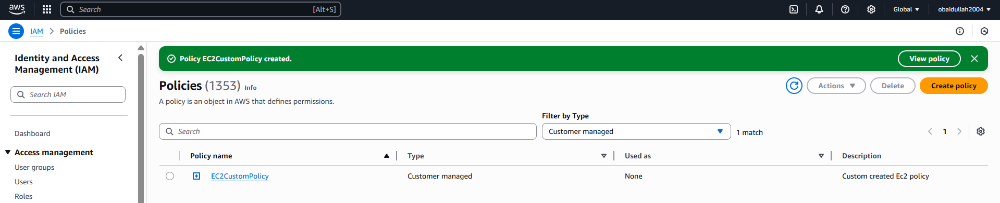 aws
Search [Alt+S]
Global
obaidullah2004
IAM > Policies
Identity and Access
Management (IAM)
Search IAM
Dashboard
Access management
User groups
Users
Roles
Policy EC2CustomPolicy created.
View policy
Policies (1353) Info
Actions
Delete
Create policy
A policy is an object in AWS that defines permissions.
Filter by Type
Search
Customer managed
1 match
1
Policy name Type Used as Description
EC2CustomPolicy Customer managed None Custom created Ec2 policy